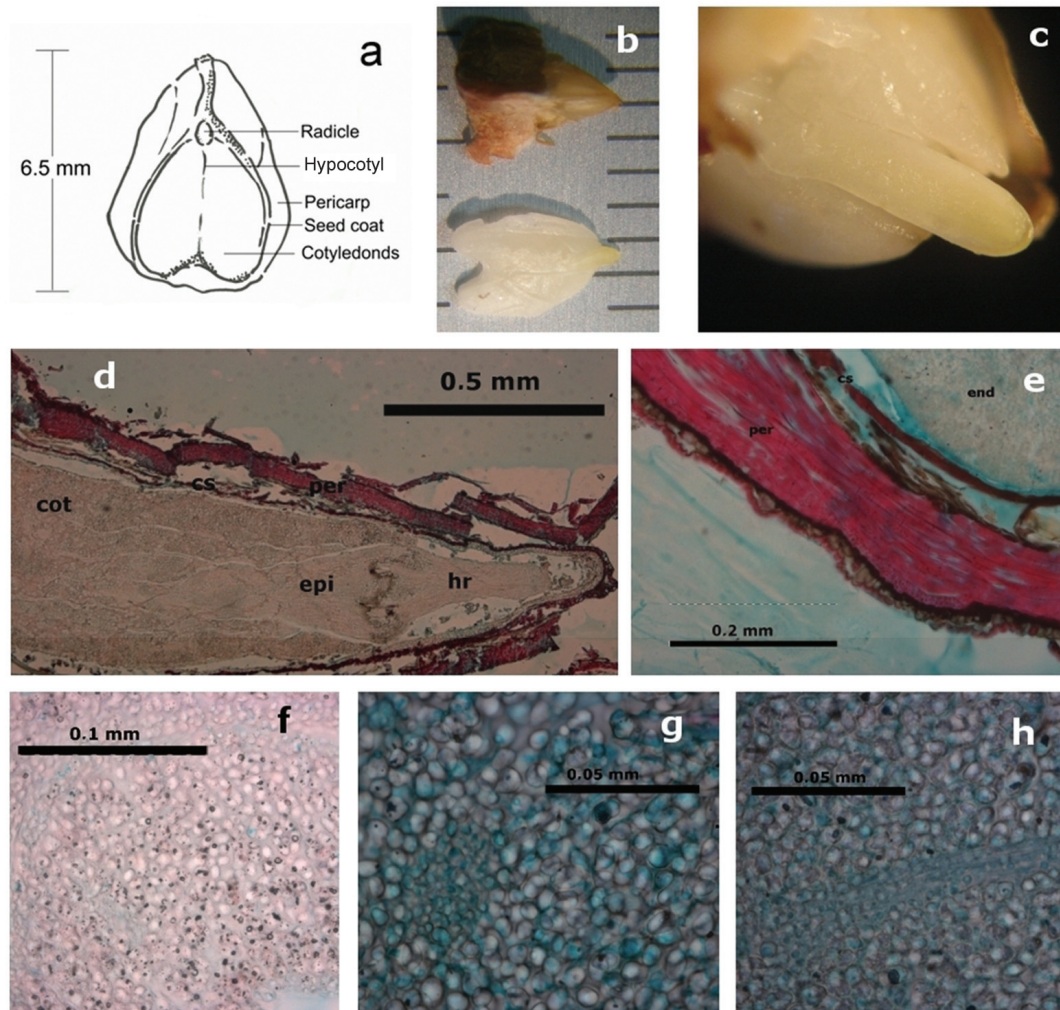 a
6.5 mm
Radicle
Hypocotyl
Pericarp
Seed coat
Cotyledonds
b
c
d
0.5 mm
cs
per
cot
epi
hr
e
cs
end
per
0.2 mm
f
0.1 mm
g
0.05 mm
h
0.05 mm